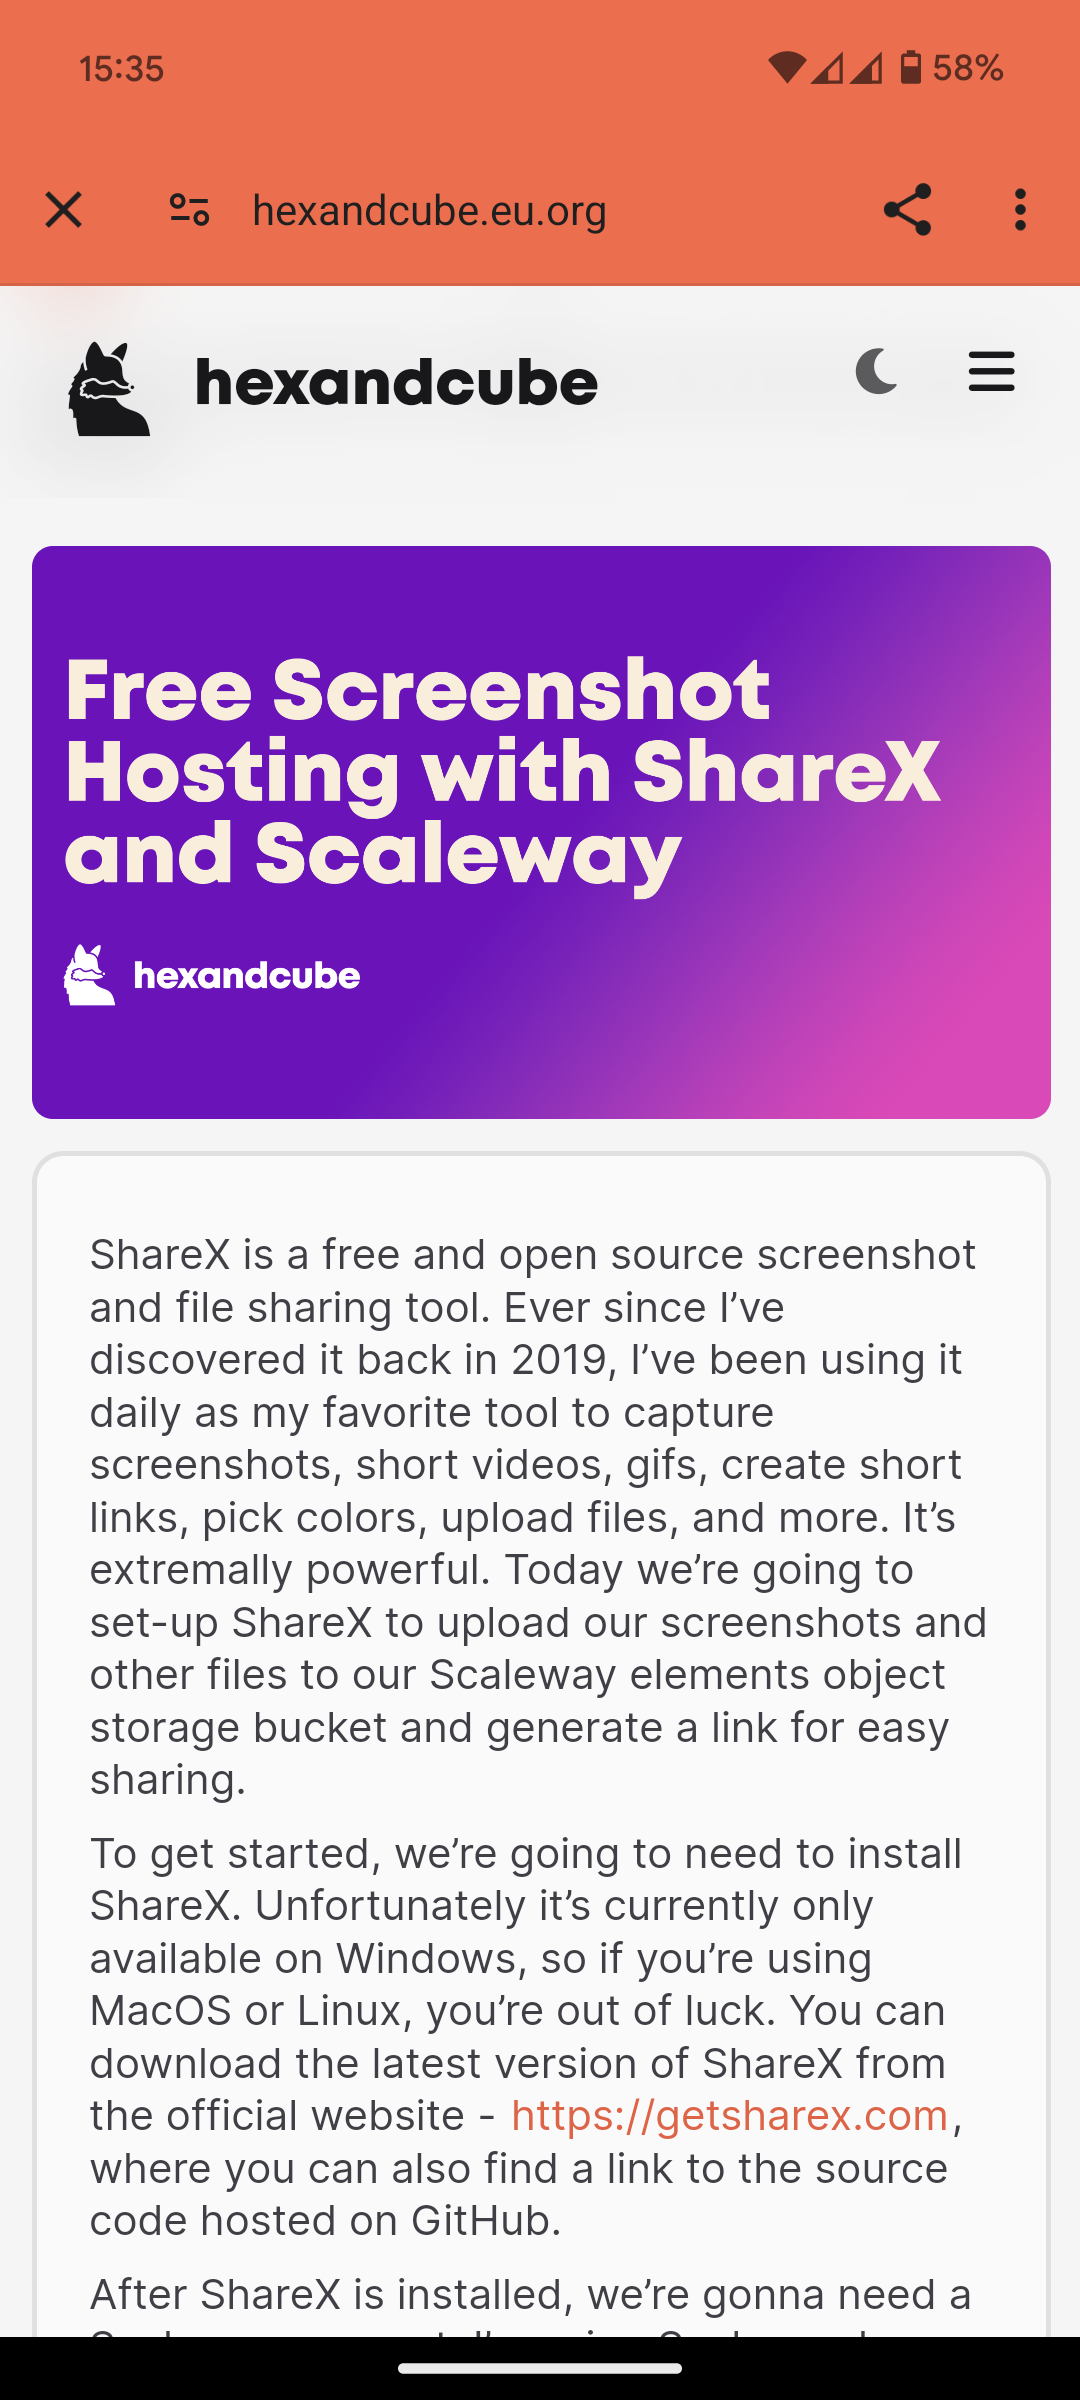 15:35
58%
hexandcube.eu.org
hexandcube
Free Screenshot
Hosting with ShareX
and Scaleway
hexandcube
ShareX is a free and open source screenshot
and file sharing tool. Ever since I’ve
discovered it back in 2019, I’ve been using it
daily as my favorite tool to capture
screenshots, short videos, gifs, create short
links, pick colors, upload files, and more. It’s
extremally powerful. Today we’re going to
set-up ShareX to upload our screenshots and
other files to our Scaleway elements object
storage bucket and generate a link for easy
sharing.
To get started, we’re going to need to install
ShareX. Unfortunately it’s currently only
available on Windows, so if you’re using
MacOS or Linux, you’re out of luck. You can
download the latest version of ShareX from
the official website - https://getsharex.com,
where you can also find a link to the source
code hosted on GitHub.
After ShareX is installed, we’re gonna need a